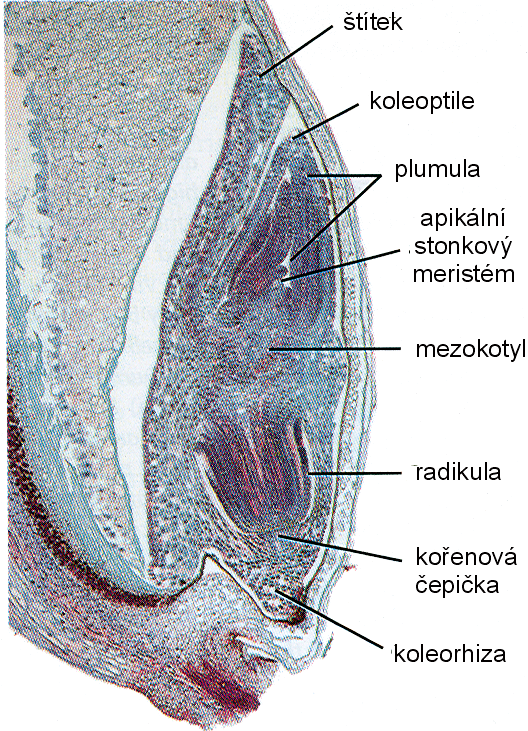 štítek
koleoptile
plumula
apikální
stonkový
meristém
mezokotyl
radikula
kořenová
čepička
koleorhiza